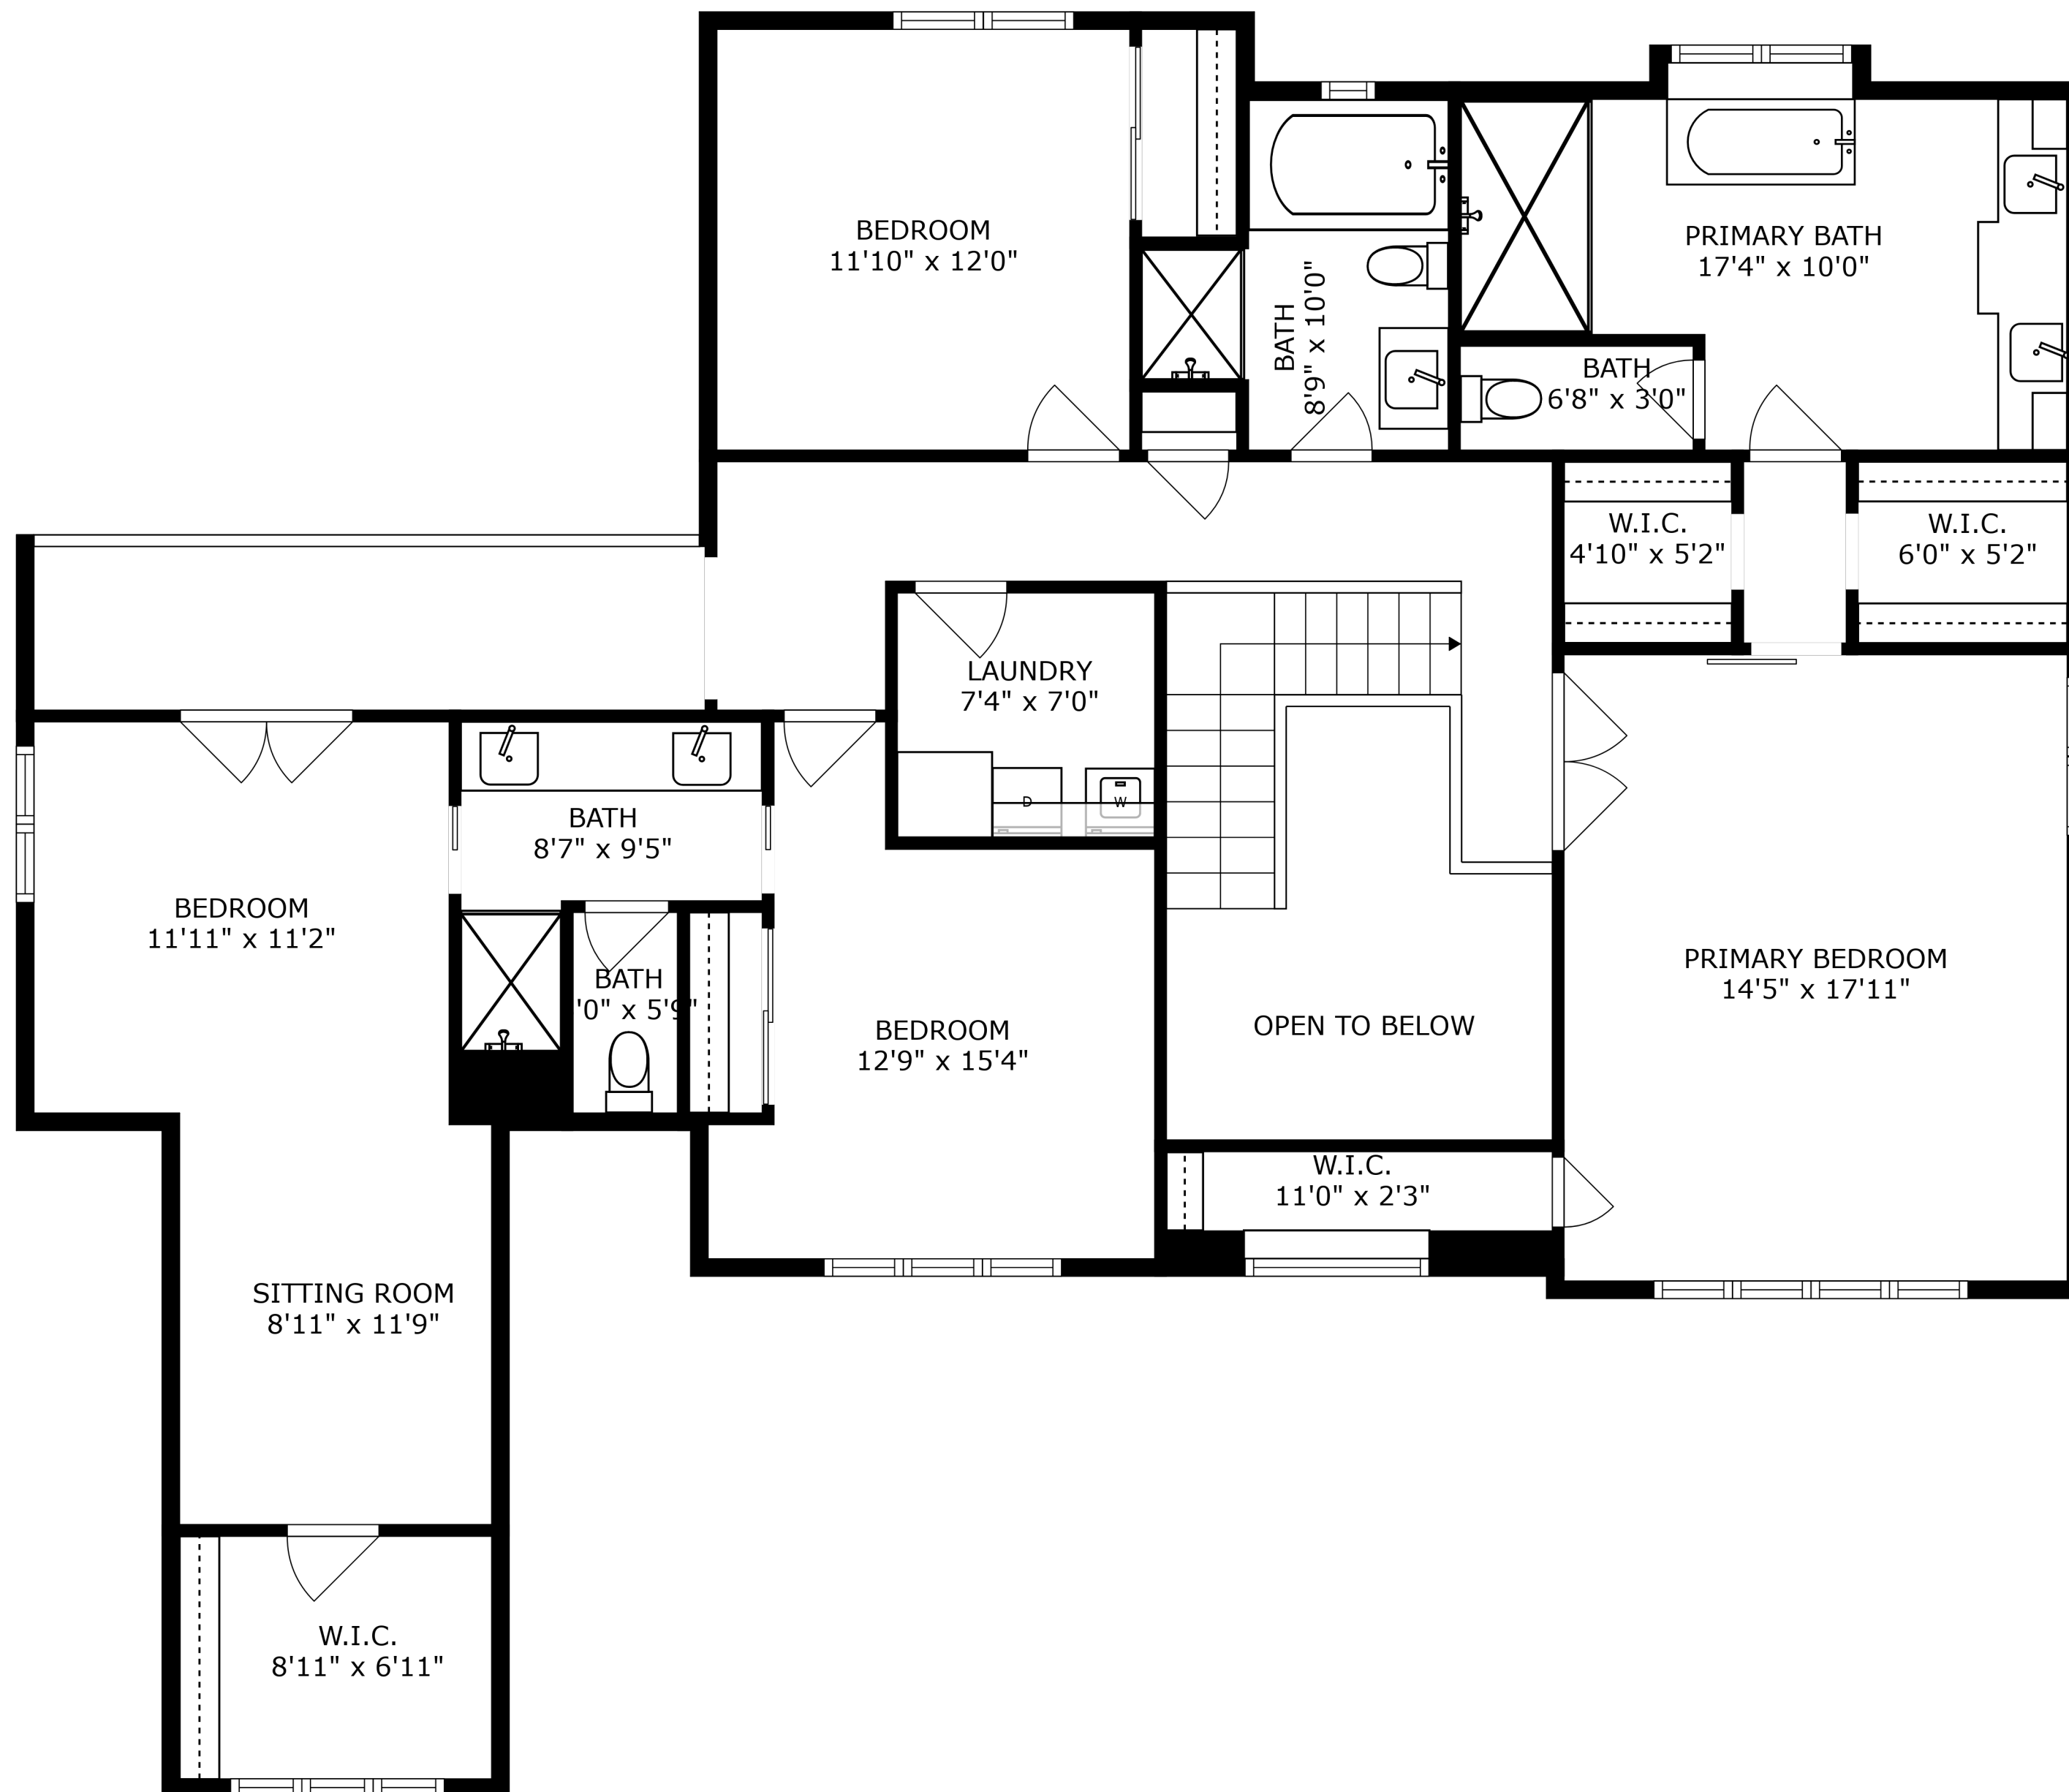 BEDROOM
11'10" x 12'0"
PRIMARY BATH
17'4" x 10'0"
BATH
8'9" x 10'0"
BATH
6'8" x 3'0"
W.I.C.
4'10" x 5'2"
W.I.C.
6'0" x 5'2"
LAUNDRY
7'4" x 7'0"
D
W
BATH
8'7" x 9'5"
BEDROOM
11'11" x 11'2"
BATH
'0" x 5'9"
BEDROOM
12'9" x 15'4"
OPEN TO BELOW
PRIMARY BEDROOM
14'5" x 17'11"
W.I.C.
11'0" x 2'3"
SITTING ROOM
8'11" x 11'9"
W.I.C.
8'11" x 6'11"